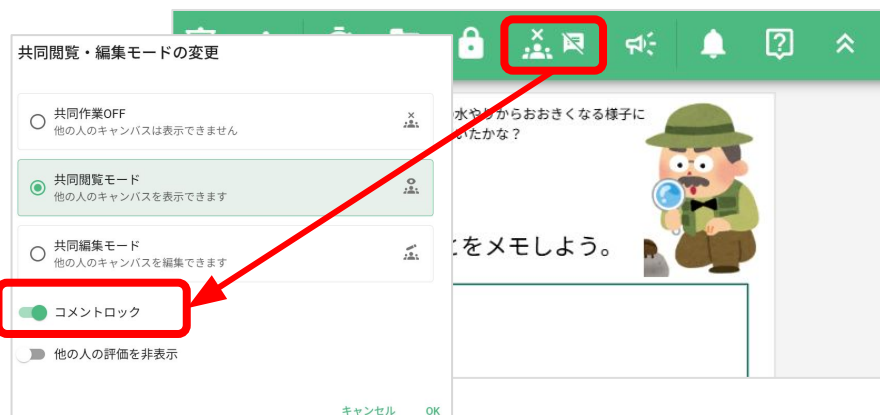 共同閲覧・編集モードの変更
共同作業OFF
他の人のキャンバスは表示できません
共同閲覧モード
他の人のキャンバスを表示できます
共同編集モード
他の人のキャンバスを編集できます
コメントロック
他の人の評価を非表示
キャンセル OK
水やりからおおきくなる様子に
いたかな？
とをメモしよう。